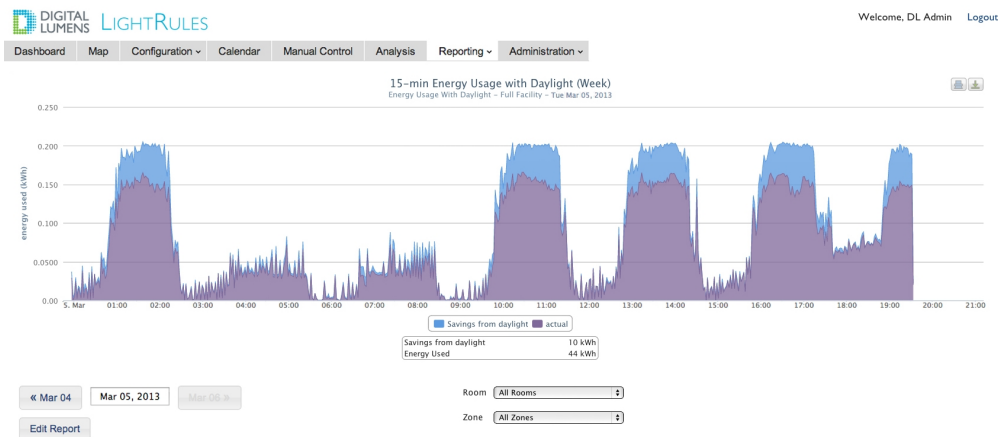 DIGITAL
LUMENS
LIGHTRULES
Welcome, DL Admin Logout
Dashboard Map Configuration Calendar Manual Control Analysis Reporting Administration
15-min Energy Usage with Daylight (Week)
Energy Usage With Daylight - Full Facility - Tue Mar 05, 2013
energy used (kWh)
0.250
0.200
0.150
0.100
0.0500
0.00
5. Mar 01:00 02:00 03:00 04:00 05:00 06:00 07:00 08:00 09:00 10:00 11:00 12:00 13:00 14:00 15:00 16:00 17:00 18:00 19:00 20:00 21:00
Savings from daylight actual
Savings from daylight 10 kWh
Energy Used 44 kWh
« Mar 04 Mar 05, 2013 Mar 06 »
Room All Rooms
Zone All Zones
Edit Report